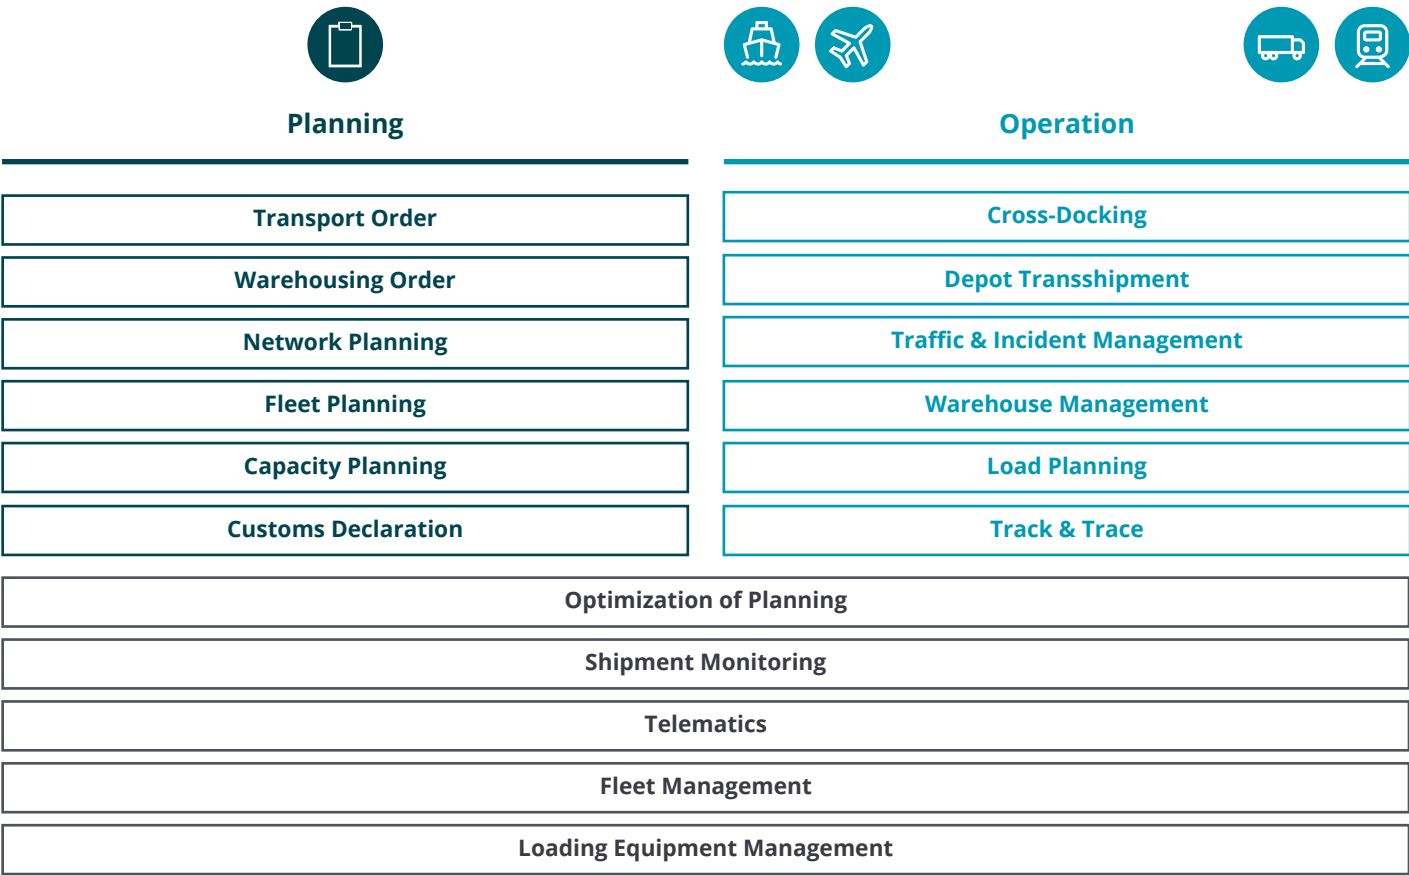 Planning
Operation
Transport Order
Cross-Docking
Warehousing Order
Depot Transshipment
Network Planning
Traffic & Incident Management
Fleet Planning
Warehouse Management
Capacity Planning
Load Planning
Customs Declaration
Track & Trace
Optimization of Planning
Shipment Monitoring
Telematics
Fleet Management
Loading Equipment Management